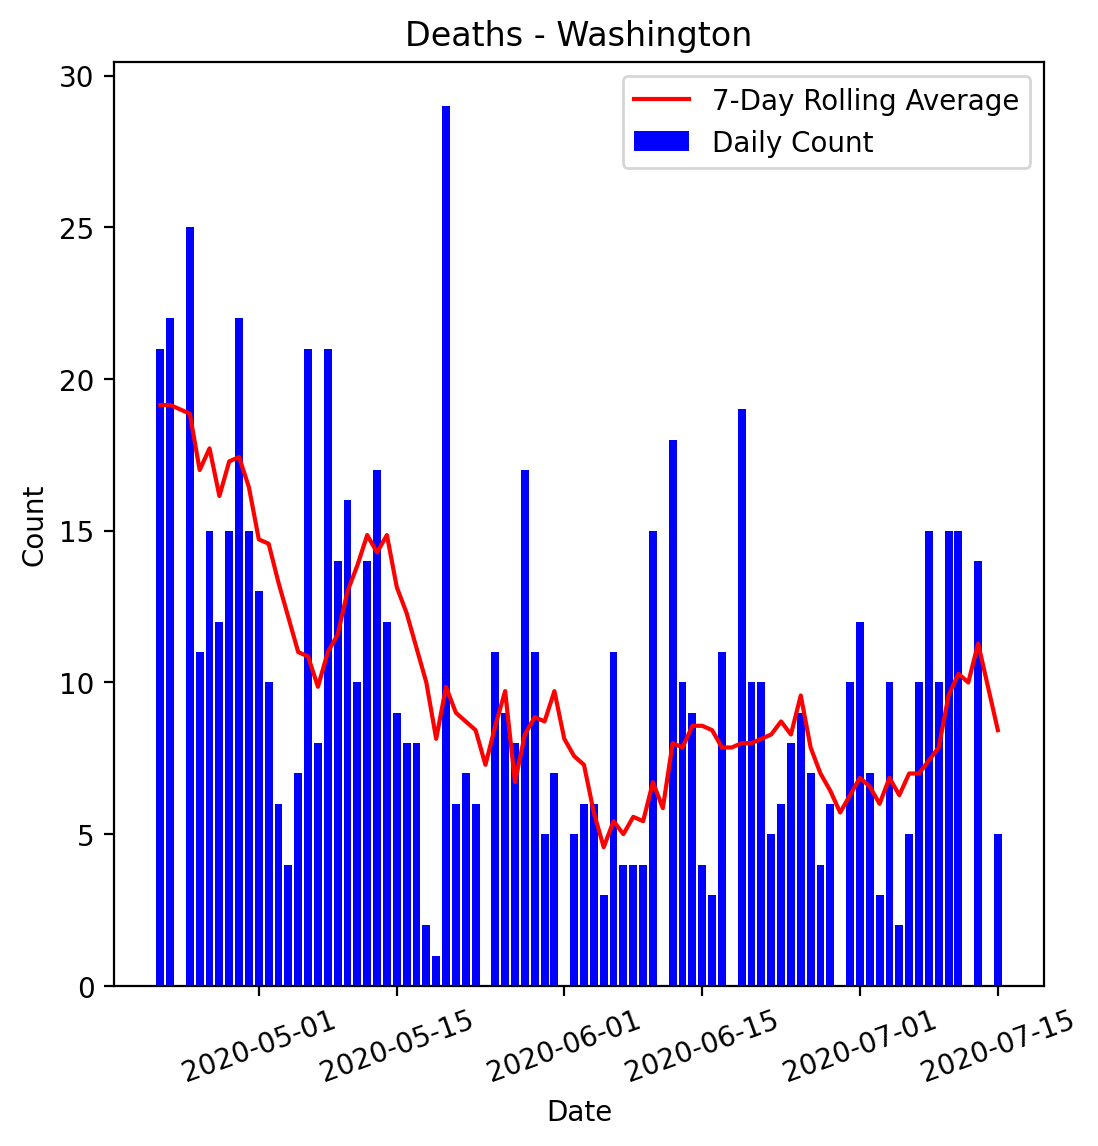 Deaths - Washington
30
25
20
15
10
5
0
Count
7-Day Rolling Average
Daily Count
2020-05-01
2020-05-15
2020-06-01
2020-06-15
2020-07-01
2020-07-15
Date